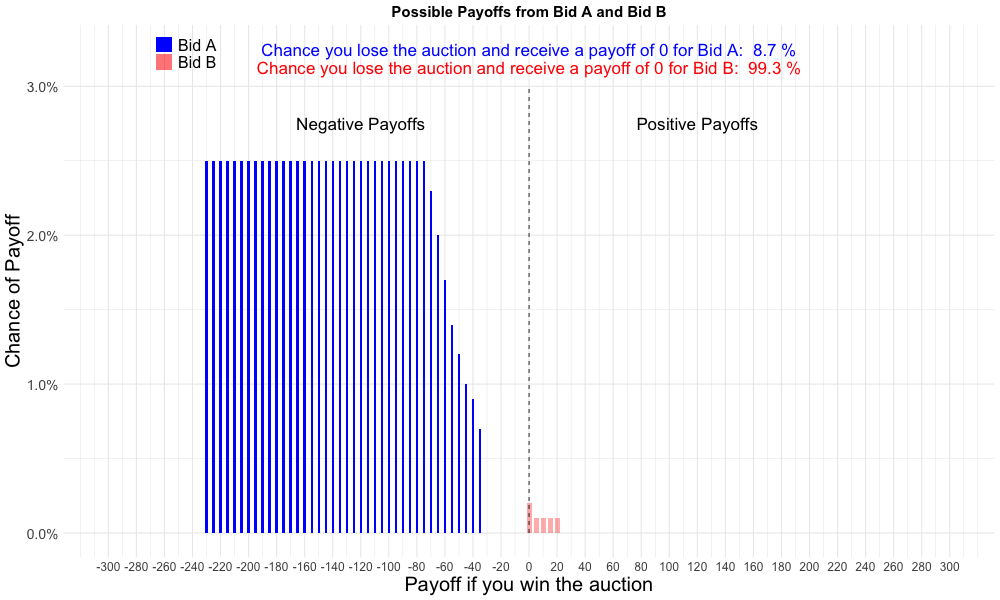 Possible Payoffs from Bid A and Bid B
Bid A
Bid B
Chance you lose the auction and receive a payoff of 0 for Bid A:  8.7 %
Chance you lose the auction and receive a payoff of 0 for Bid B:  99.3 %
Negative Payoffs
Positive Payoffs
Chance of Payoff
3.0%
2.0%
1.0%
0.0%
-300 -280 -260 -240 -220 -200 -180 -160 -140 -120 -100 -80 -60 -40 -20 0 20 40 60 80 100 120 140 160 180 200 220 240 260 280 300
Payoff if you win the auction